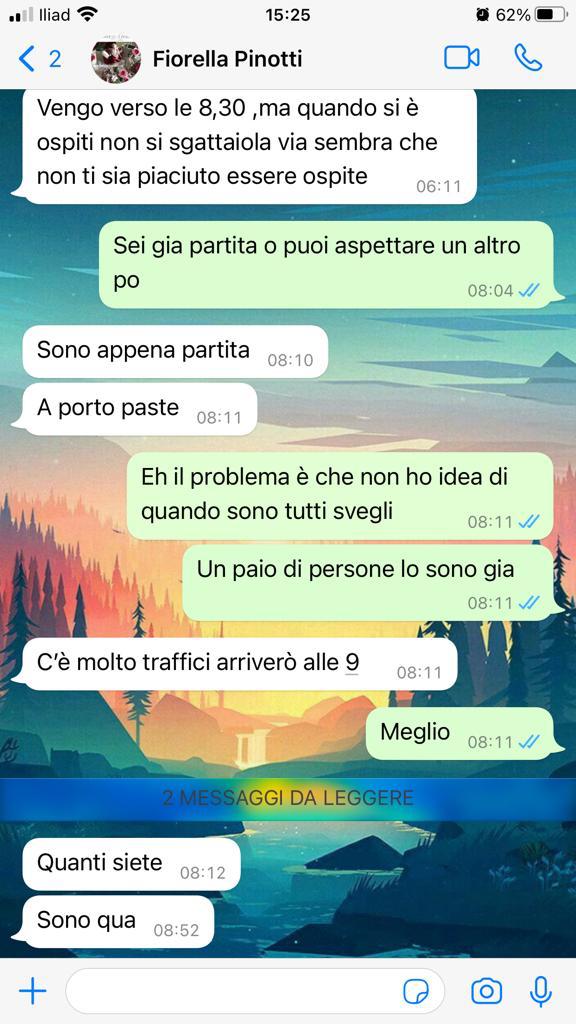 Iliad 15:25 62%
2 Fiorella Pinotti
Vengo verso le 8,30 ,ma quando si è
ospiti non si sgattaiola via sembra che
non ti sia piaciuto essere ospite 06:11
Sei gia partita o puoi aspettare un altro
po 08:04
Sono appena partita 08:10
A porto paste 08:11
Eh il problema è che non ho idea di
quando sono tutti svegli 08:11
Un paio di persone lo sono gia
08:11
C’è molto traffici arriverò alle 9 08:11
Meglio 08:11
2 MESSAGGI DA LEGGERE
Quanti siete 08:12
Sono qua 08:52